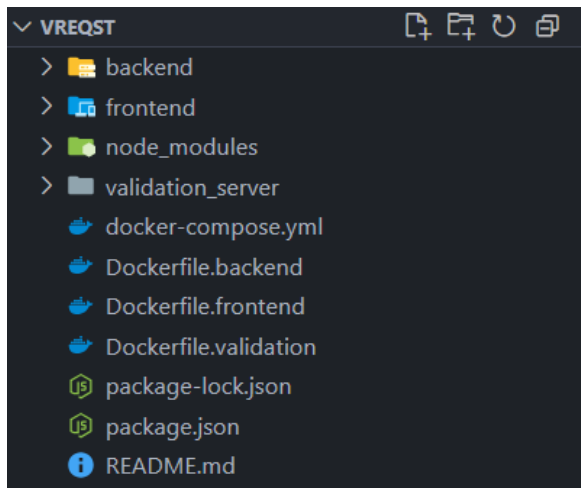 VREQST
backend
frontend
node_modules
validation_server
docker-compose.yml
Dockerfile.backend
Dockerfile.frontend
Dockerfile.validation
package-lock.json
package.json
README.md